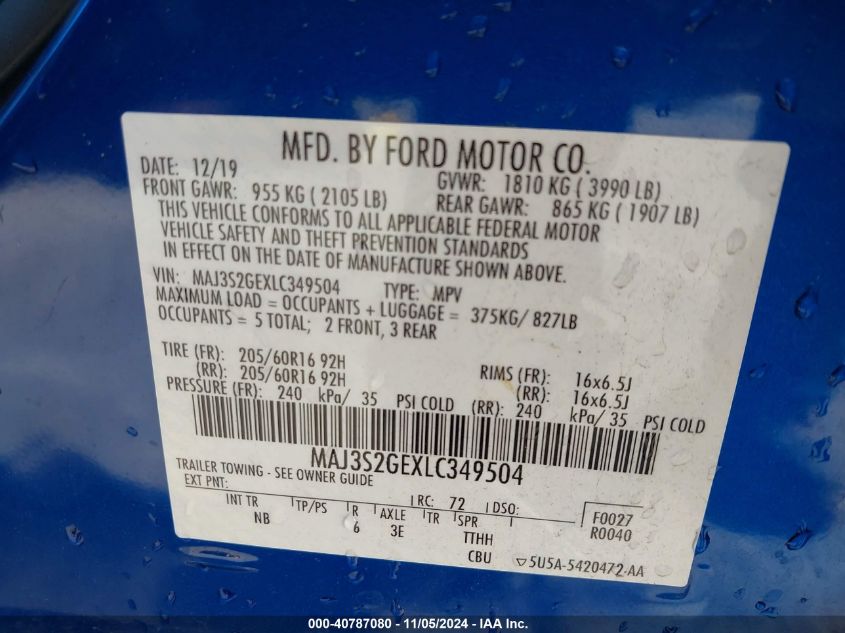 MFD. BY FORD MOTOR CO.
DATE: 12/19 GVWR: 1810 KG ( 3990 LB)
FRONT GAWR: 955 KG ( 2105 LB) REAR GAWR: 865 KG ( 1907 LB)
THIS VEHICLE CONFORMS TO ALL APPLICABLE FEDERAL MOTOR
VEHICLE SAFETY AND THEFT PREVENTION STANDARDS
IN EFFECT ON THE DATE OF MANUFACTURE SHOWN ABOVE.
VIN: MAJ3S2GEXLC349504 TYPE: MPV
MAXIMUM LOAD = OCCUPANTS + LUGGAGE = 375KG/ 827LB
OCCUPANTS = 5 TOTAL; 2 FRONT, 3 REAR
TIRE (FR): 205/60R16 92H RIMS (FR): 16x6.5J
(RR): 205/60R16 92H (RR): 16x6.5J
PRESSURE (FR): 240 kPa/ 35 PSI COLD (RR): 240 kPa/ 35 PSI COLD
MAJ3S2GEXLC349504
TRAILER TOWING - SEE OWNER GUIDE
EXT PNT: RC: 72 DSO:
INT TR TP/PS R AXLE TR SPR F0027
NB 6 3E TTHH R0040
CBU 5U5A-5420472-AA
000-40787080 - 11/05/2024 - IAA Inc.